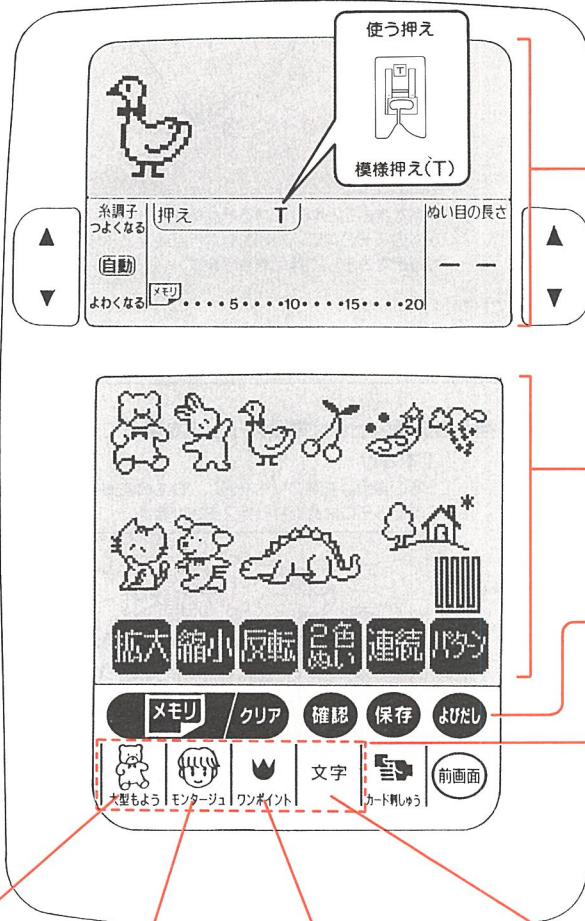 使う押え
T
模様押え(T)
糸調子
つよくなる
自動
よわくなる
押え T
ぬい目の長さ
メモリ
5 10 15 20
拡大 縮小 反転 2色ぬい 連続 パターン
メモリ クリア 確認 保存 よびだし
大型もよう モンタージュ ワンポイント 文字 カード刺しゅう 前画面